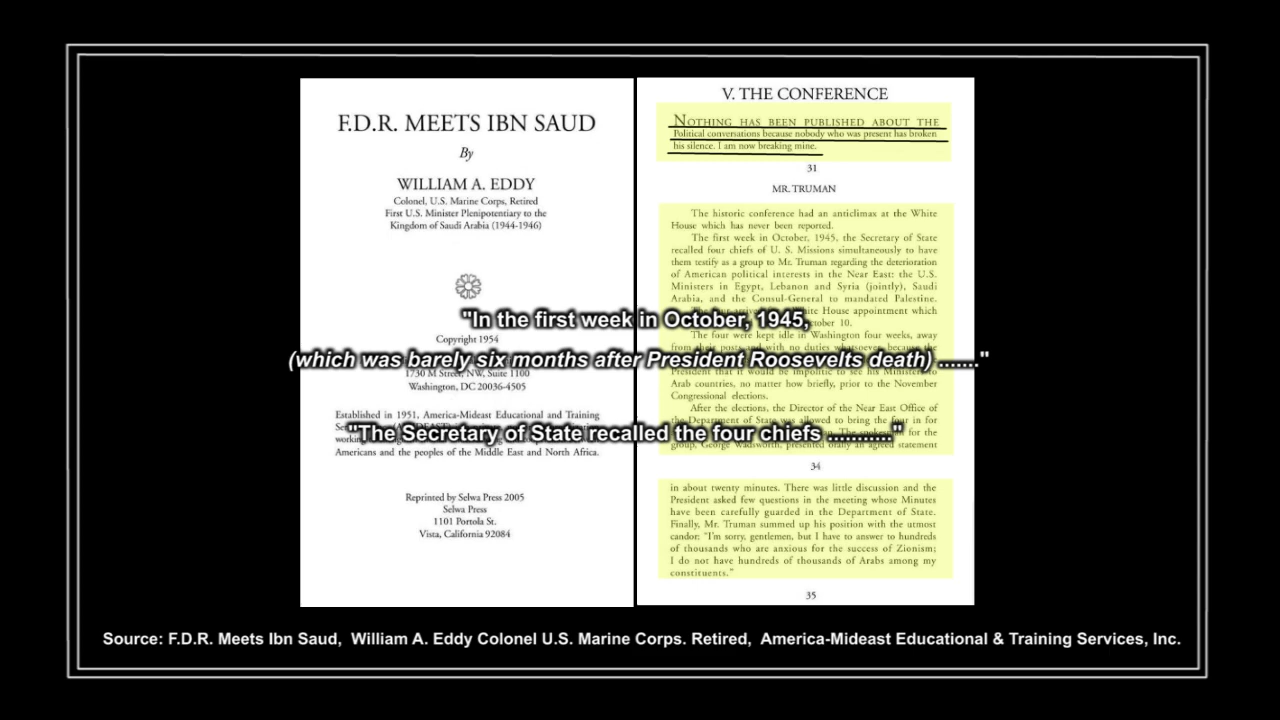 F.D.R. MEETS IBN SAUD
By
WILLIAM A. EDDY
Colonel, U.S. Marine Corps, Retired
First U.S. Minister Plenipotentiary to the
Kingdom of Saudi Arabia (1944-1946)
Copyright 1954
1730 M Street, NW, Suite 1100
Washington, DC 20036-4505
Established in 1951, America-Mideast Educational and Training
Americans and the peoples of the Middle East and North Africa.
Reprinted by Selwa Press 2005
Selwa Press
1101 Portola St.
Vista, California 92084
V. THE CONFERENCE
NOTHING HAS BEEN PUBLISHED ABOUT THE
Political conversations because nobody who was present has broken
his silence. I am now breaking mine.
31
MR. TRUMAN
The historic conference had an anticlimax at the White
House which has never been reported.
The first week in October, 1945, the Secretary of State
recalled four chiefs of U. S. Missions simultaneously to have
them testify as a group to Mr. Truman regarding the deterioration
of American political interests in the Near East: the U.S.
Ministers in Egypt, Lebanon and Syria (jointly), Saudi
Arabia, and the Consul-General to mandated Palestine.
House appointment which
October 10.
The four were kept idle in Washington four weeks, away
from their posts and with no duties whatsoever, because the
President that it would be impolitic to see his Ministers to
Arab countries, no matter how briefly, prior to the November
Congressional elections.
After the elections, the Director of the Near East Office of
the Department of State was allowed to bring the four in for
for the
group, George Wadsworth, presented orally an agreed statement
34
in about twenty minutes. There was little discussion and the
President asked few questions in the meeting whose Minutes
have been carefully guarded in the Department of State.
Finally, Mr. Truman summed up his position with the utmost
candor: "I'm sorry, gentlemen, but I have to answer to hundreds
of thousands who are anxious for the success of Zionism;
I do not have hundreds of thousands of Arabs among my
constituents."
35
"In the first week in October, 1945,
(which was barely six months after President Roosevelts death) ......."
"The Secretary of State recalled the four chiefs ..........."
Source: F.D.R. Meets Ibn Saud, William A. Eddy Colonel U.S. Marine Corps. Retired, America-Mideast Educational & Training Services, Inc.